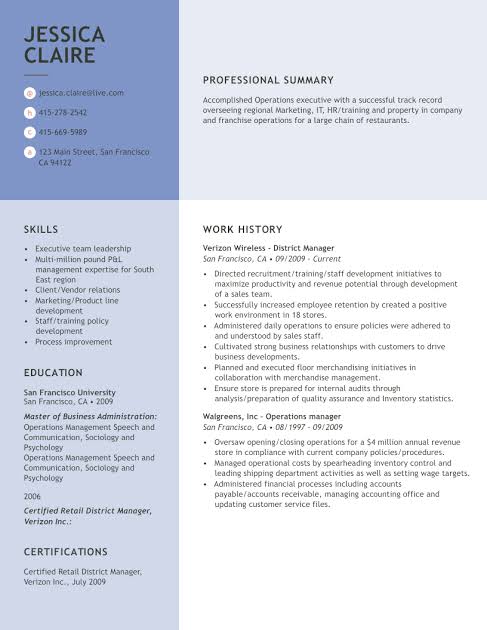 JESSICA
CLAIRE
@ jessica.claire@live.com
h 415-278-2542
c 415-669-5989
a 123 Main Street, San Francisco
CA 94122
PROFESSIONAL SUMMARY
Accomplished Operations executive with a successful track record
overseeing regional Marketing, IT, HR/training and property in company
and franchise operations for a large chain of restaurants.
SKILLS
• Executive team leadership
• Multi-million pound P&L
management expertise for South
East region
• Client/Vendor relations
• Marketing/Product line
development
• Staff/training policy
development
• Process improvement
EDUCATION
San Francisco University
San Francisco, CA • 2009
Master of Business Administration:
Operations Management Speech and
Communication, Sociology and
Psychology
Operations Management Speech and
Communication, Sociology and
Psychology
2006
Certified Retail District Manager,
Verizon Inc.:
CERTIFICATIONS
Certified Retail District Manager,
Verizon Inc., July 2009
WORK HISTORY
Verizon Wireless - District Manager
San Francisco, CA • 09/2009 - Current
• Directed recruitment/training/staff development initiatives to
maximize productivity and revenue potential through development
of a sales team.
• Successfully increased employee retention by created a positive
work environment in 18 stores.
• Administered daily operations to ensure policies were adhered to
and understood by sales staff.
• Cultivated strong business relationships with customers to drive
business developments.
• Planned and executed floor merchandising initiatives in
collaboration with merchandise management.
• Ensure store is prepared for internal audits through
analysis/preparation of quality assurance and Inventory statistics.
Walgreens, Inc - Operations manager
San Francisco, CA • 08/1997 - 09/2009
• Oversaw opening/closing operations for a $4 million annual revenue
store in compliance with current company policies/procedures.
• Managed operational costs by spearheading inventory control and
leading shipping department activities as well as setting wage targets.
• Administered financial processes including accounts
payable/accounts receivable, managing accounting office and
updating customer service files.